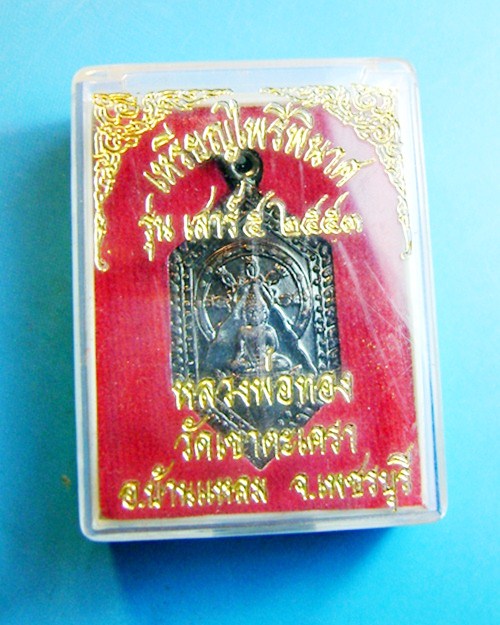 เหรียญไพรีพินาศ
รุ่น เสาร์ ๕ ๒๕๕๓
หลวงพ่อทอง
วัดเขาตะเครา
อ.บ้านแหลม จ.เพชรบุรี